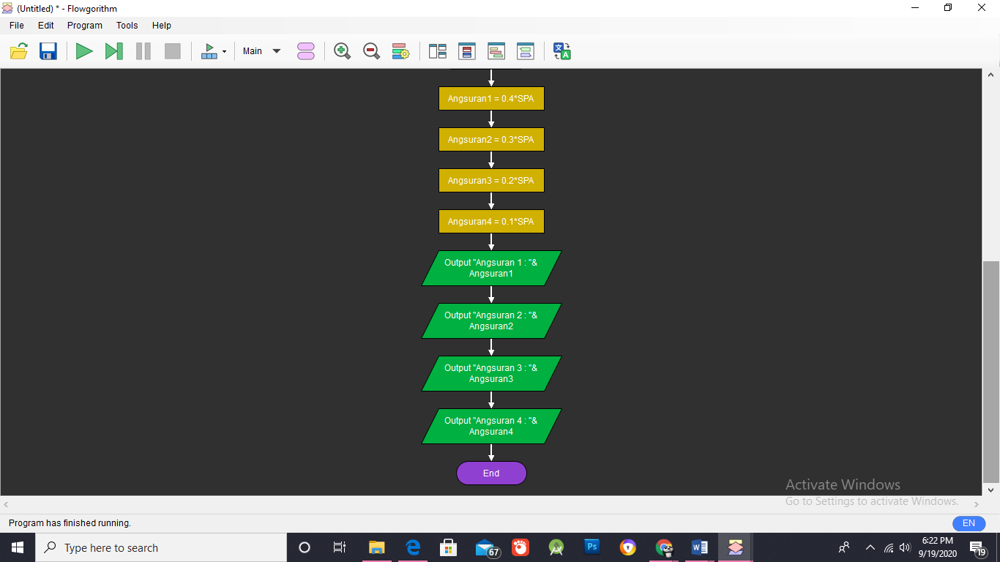 (Untitled) * - Flowgorithm
File Edit Program Tools Help
Main
Angsuran1 = 0.4*SPA
Angsuran2 = 0.3*SPA
Angsuran3 = 0.2*SPA
Angsuran4 = 0.1*SPA
Output "Angsuran 1 : "&
Angsuran1
Output "Angsuran 2 : "&
Angsuran2
Output "Angsuran 3 : "&
Angsuran3
Output "Angsuran 4 : "&
Angsuran4
End
Activate Windows
Go to Settings to activate Windows.
Program has finished running.
EN
Type here to search
67
Ps
6:22 PM
9/19/2020
19